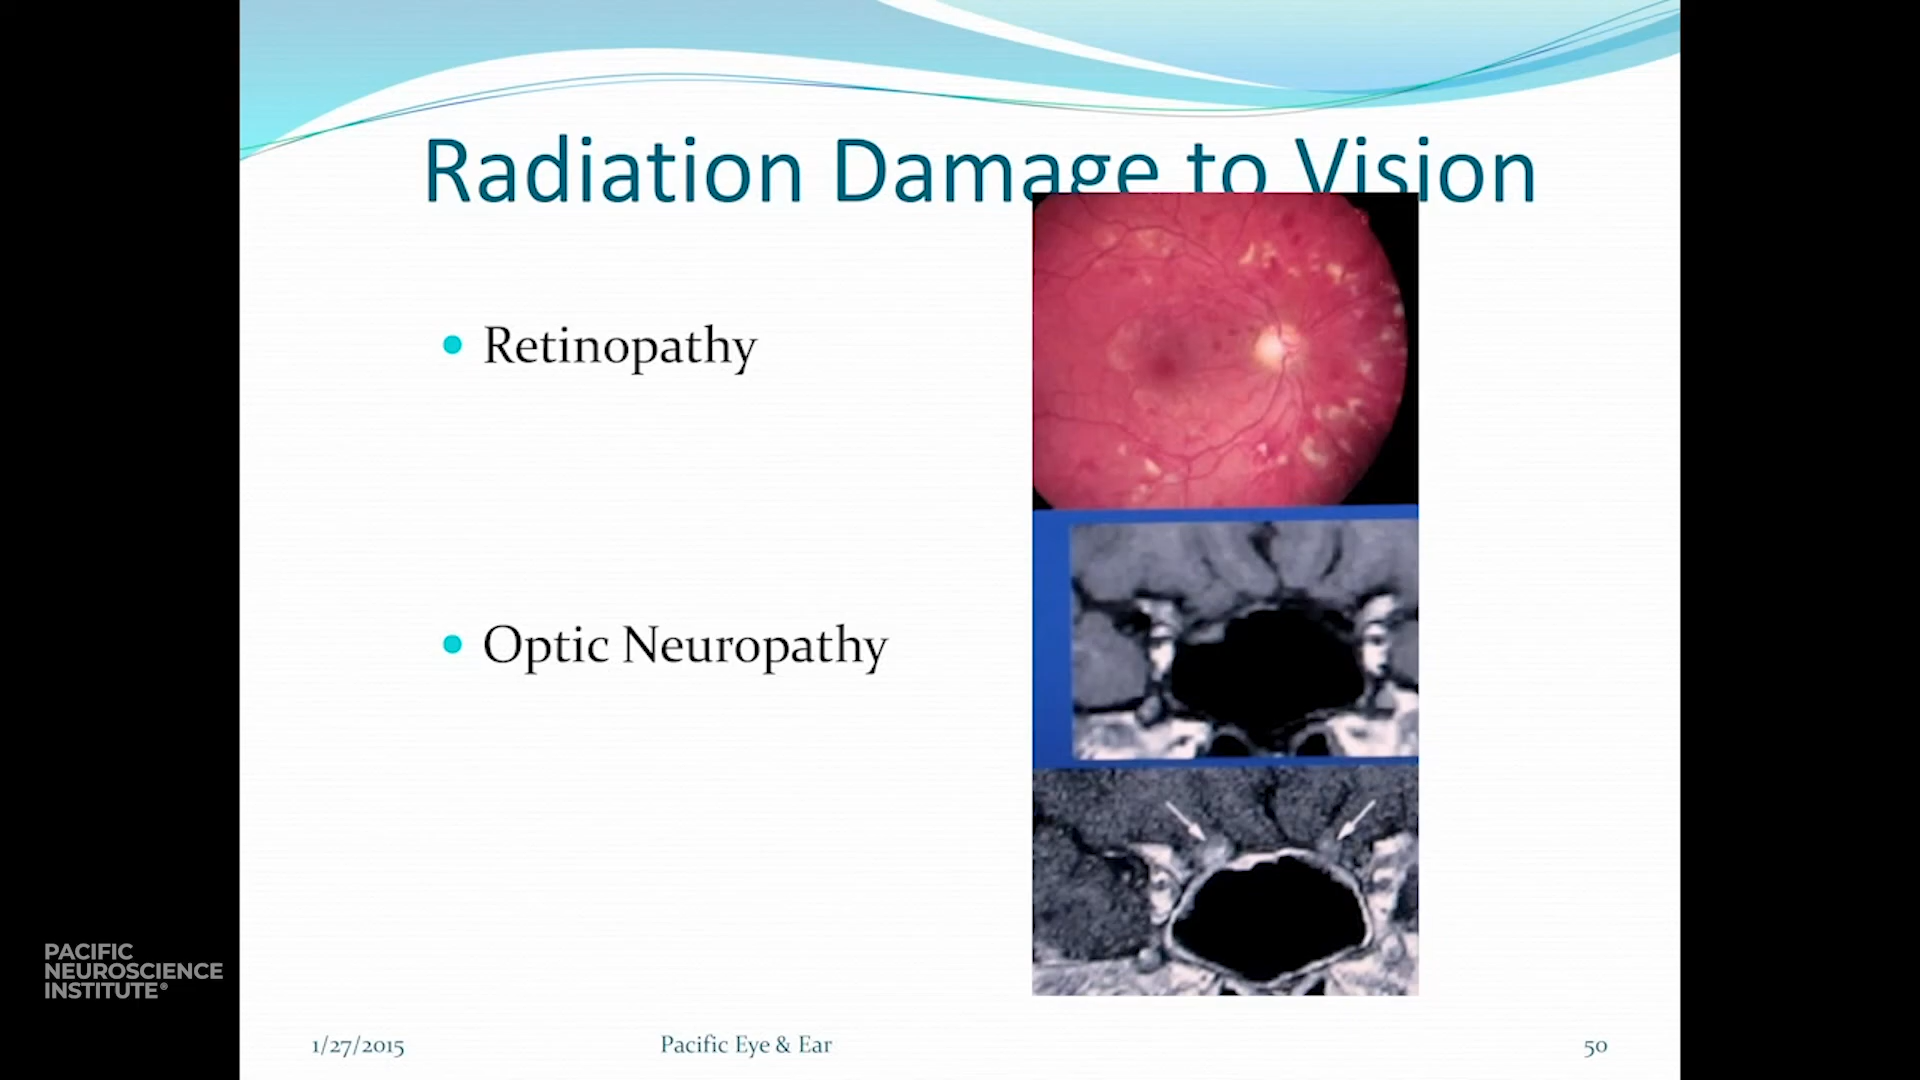 Radiation Damage to Vision
Retinopathy
Optic Neuropathy
PACIFIC
NEUROSCIENCE
INSTITUTE®
1/27/2015
Pacific Eye & Ear
50